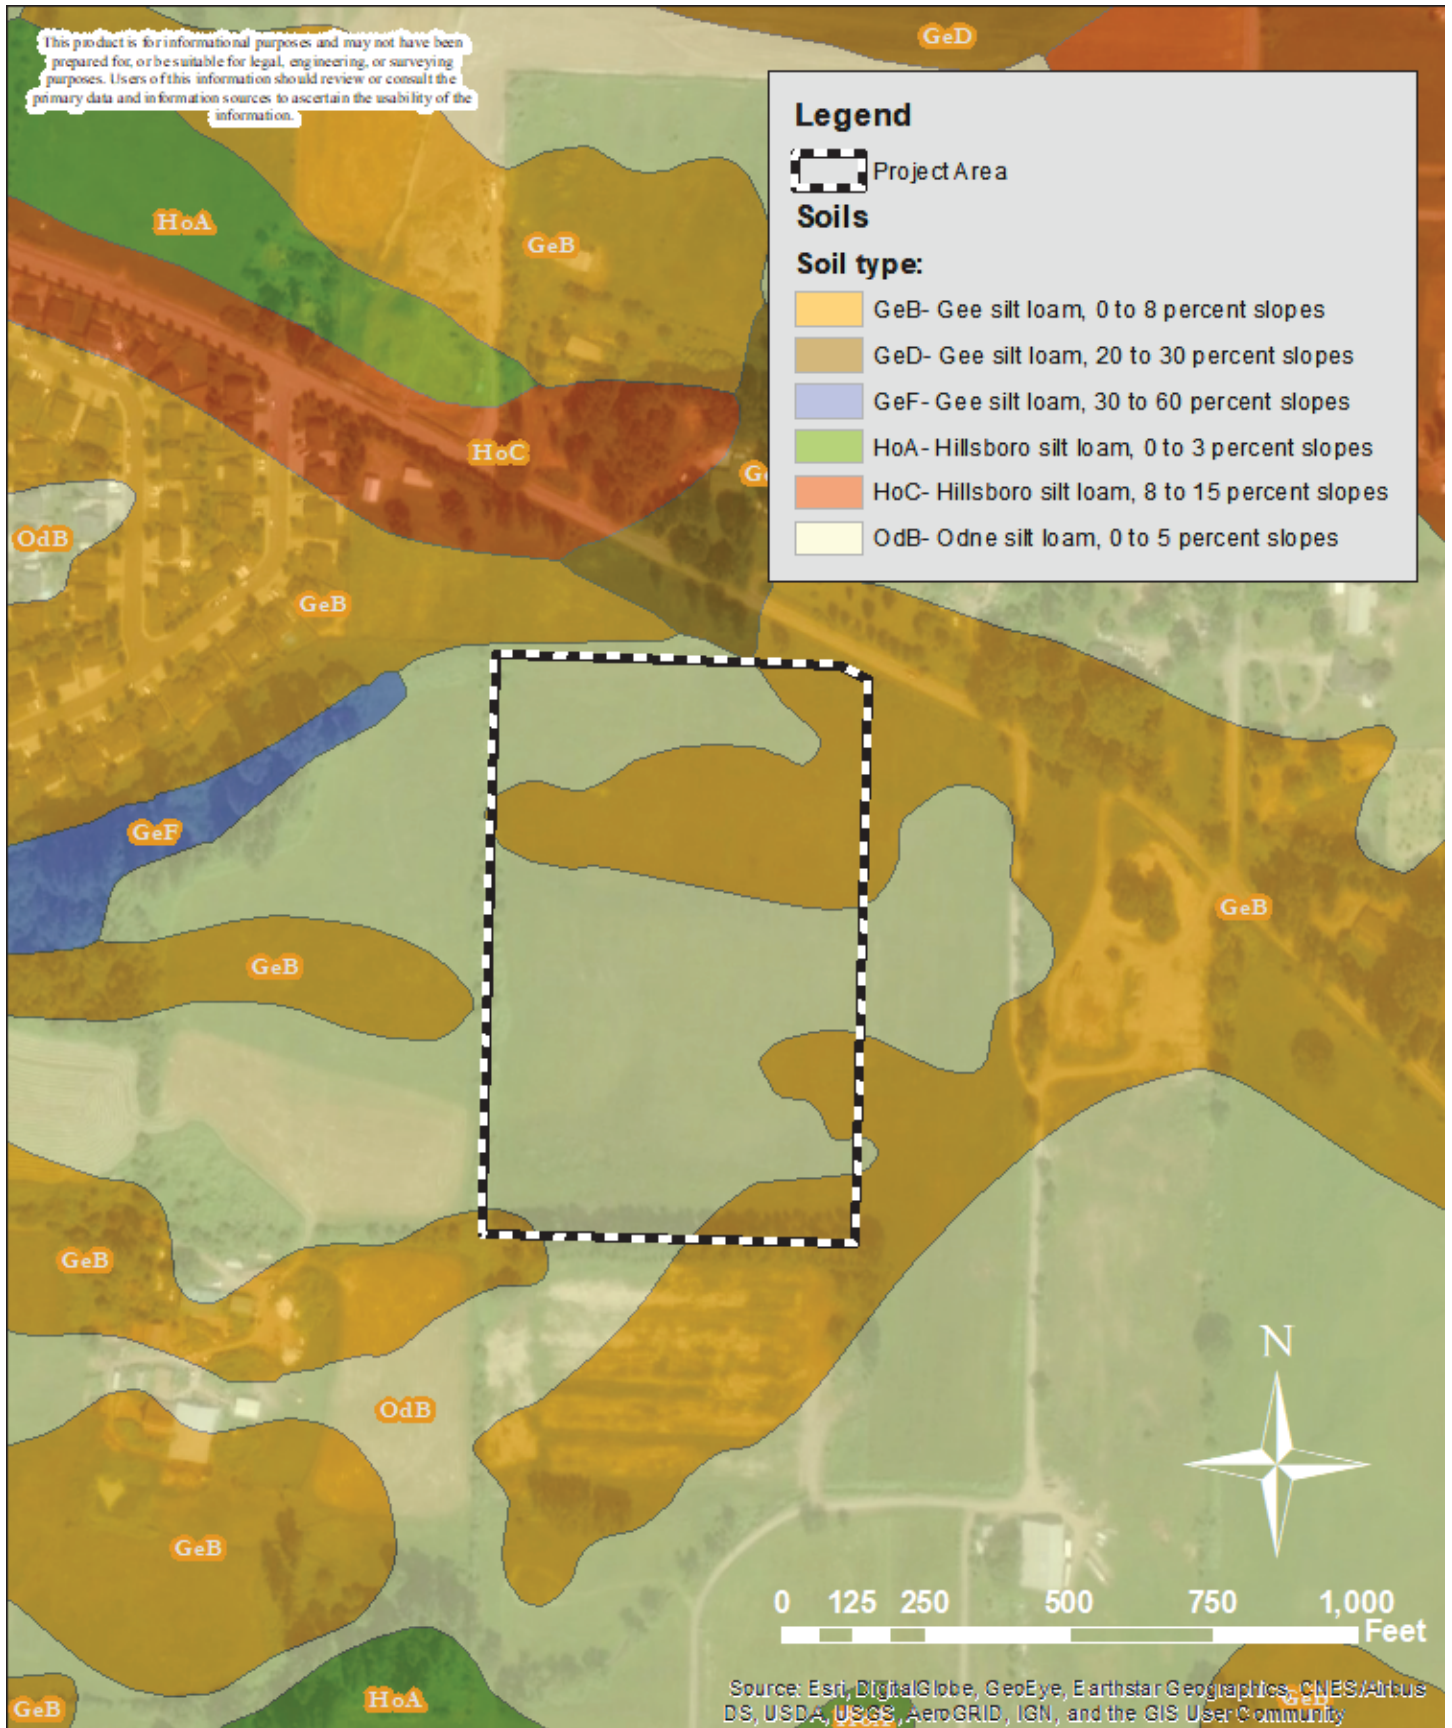 This product is for informational purposes and may not have been
prepared for, or be suitable for legal, engineering, or surveying
purposes. Users of this information should review or consult the
primary data and information sources to ascertain the usability of the
information.
GeD
Legend
Project Area
Soils
Soil type:
GeB- Gee silt loam, 0 to 8 percent slopes
GeD- Gee silt loam, 20 to 30 percent slopes
GeF- Gee silt loam, 30 to 60 percent slopes
HoA- Hillsboro silt loam, 0 to 3 percent slopes
HoC- Hillsboro silt loam, 8 to 15 percent slopes
OdB- Odne silt loam, 0 to 5 percent slopes
HoA
GeB
HoC
OdB
GeB
GeF
GeB
GeB
GeB
OdB
GeB
N
0 125 250 500 750 1,000
Feet
HoA
GeB
GeB
HoA
Source: Esri, DigitalGlobe, GeoEye, Earthstar Geographics, CNES/Airbus
DS, USDA, USGS, AeroGRID, IGN, and the GIS User Community